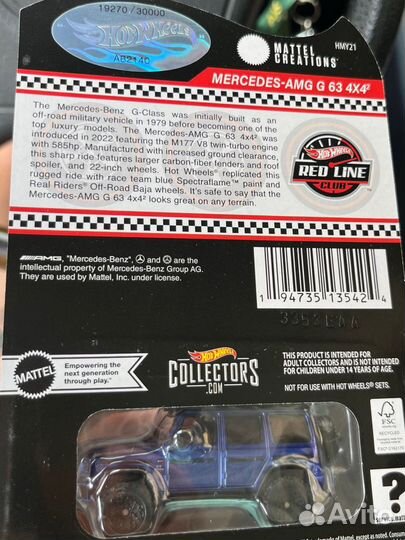 19270 / 30000
Hot Wheels
AB2140
MATTEL
CREATIONS
HMY21
MERCEDES-AMG G 63 4X4²
The Mercedes-Benz G-Class was initially built as an
off-road military vehicle in 1979 before becoming one of the
top luxury models. The Mercedes-AMG G 63 4x4² was
introduced in 2022 featuring the M177 V8 twin-turbo engine
with 585hp. Manufactured with increased ground clearance,
this sharp ride features larger carbon-fiber fenders and roof
spoiler, and 22-inch wheels. Hot Wheels® replicated this
rugged ride with race team blue Spectraflame™ paint and
Real Riders® Off-Road Baja wheels. It's safe to say that the
Mercedes-AMG G 63 4x4² looks great on any terrain.
Hot Wheels
RED LINE
CLUB
AMG, "Mercedes-Benz", and are the
intellectual property of Mercedes-Benz Group AG.
They are used by Mattel, Inc. under license.
1 94735 13542 4
3353EAA
MATTEL
Empowering the
next generation
through play.™
Hot Wheels
COLLECTORS
.COM
THIS PRODUCT IS INTENDED FOR
ADULT COLLECTORS AND IS NOT INTENDED FOR
CHILDREN UNDER 14 YEARS OF AGE.
NOT FOR USE WITH HOT WHEELS® SETS.
FSC
RECYCLED
?
service.mattel.com
Avito